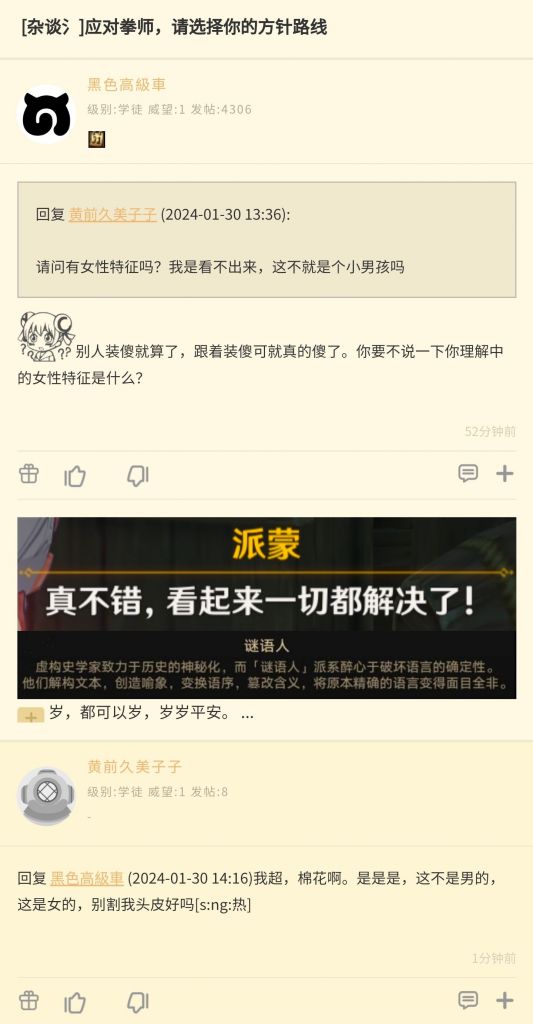 [杂谈氵]应对拳师，请选择你的方针路线
黑色高級車
级别:学徒 威望:1 发帖:4306
回复 黄前久美子子 (2024-01-30 13:36):
请问有女性特征吗？我是看不出来，这不就是个小男孩吗
?? ?? 别人装傻就算了，跟着装傻可就真的傻了。你要不说一下你理解中
的女性特征是什么？
52分钟前
派蒙
真不错，看起来一切都解决了！
谜语人
虚构史学家致力于历史的神秘化，而「谜语人」派系醉心于破坏语言的确定性。
他们解构文本，创造喻象，变换语序，篡改含义，将原本精确的语言变得面目全非。
+ 岁，都可以岁，岁岁平安。 ...
黄前久美子子
级别:学徒 威望:1 发帖:8
-
回复 黑色高級車 (2024-01-30 14:16)我超，棉花啊。是是是，这不是男的，
这是女的，别割我头皮好吗[s:ng:热]
1分钟前